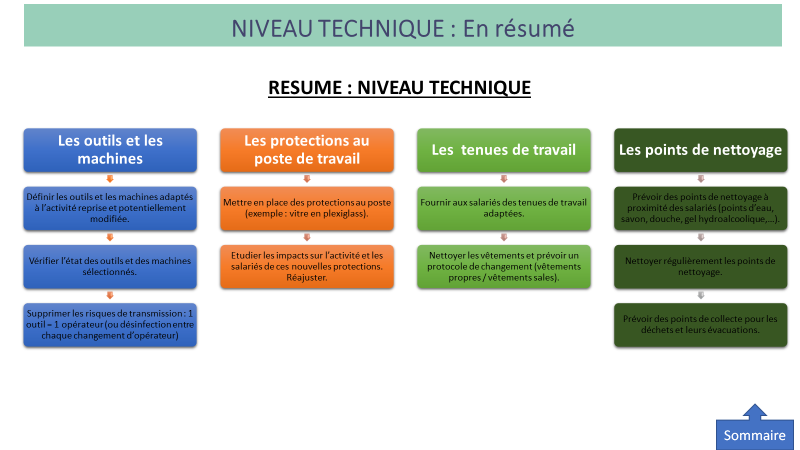 NIVEAU TECHNIQUE : En résumé
RESUME : NIVEAU TECHNIQUE
Les outils et les
machines
Définir les outils et les machines adaptés
à l'activité reprise et potentiellement
modifiée.
Vérifier l'état des outils et des machines
sélectionnés.
Supprimer les risques de transmission : 1
outil = 1 opérateur (ou désinfection entre
chaque changement d'opérateur)
Les protections au
poste de travail
Mettre en place des protections au poste
(exemple : vitre en plexiglass).
Etudier les impacts sur l'activité et les
salariés de ces nouvelles protections.
Réajuster.
Les  tenues de travail
Fournir aux salariés des tenues de travail
adaptées.
Nettoyer les vêtements et prévoir un
protocole de changement (vêtements
propres / vêtements sales).
Les points de nettoyage
Prévoir des points de nettoyage à
proximité des salariés (points d'eau,
savon, douche, gel hydroalcoolique,...).
Nettoyer régulièrement les points de
nettoyage.
Prévoir des points de collecte pour les
déchets et leurs évacuations.
Sommaire